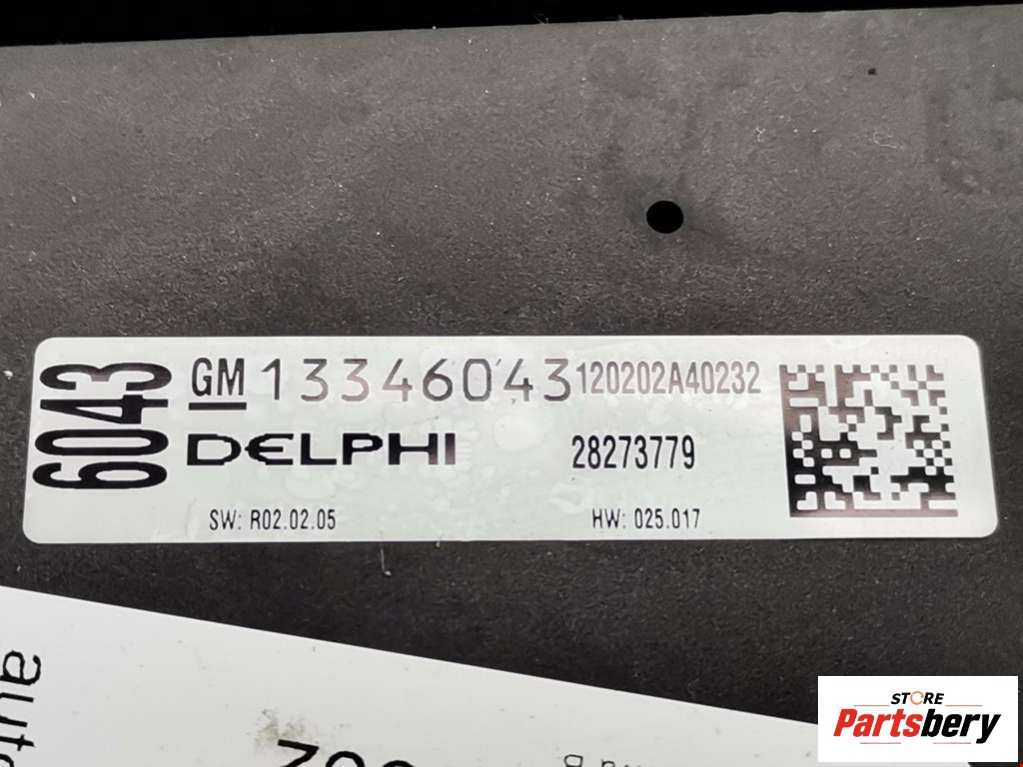 6043
GM 13346043 120202A40232
DELPHI 28273779
SW: R02.02.05 HW: 025.017
STORE
Partsbery